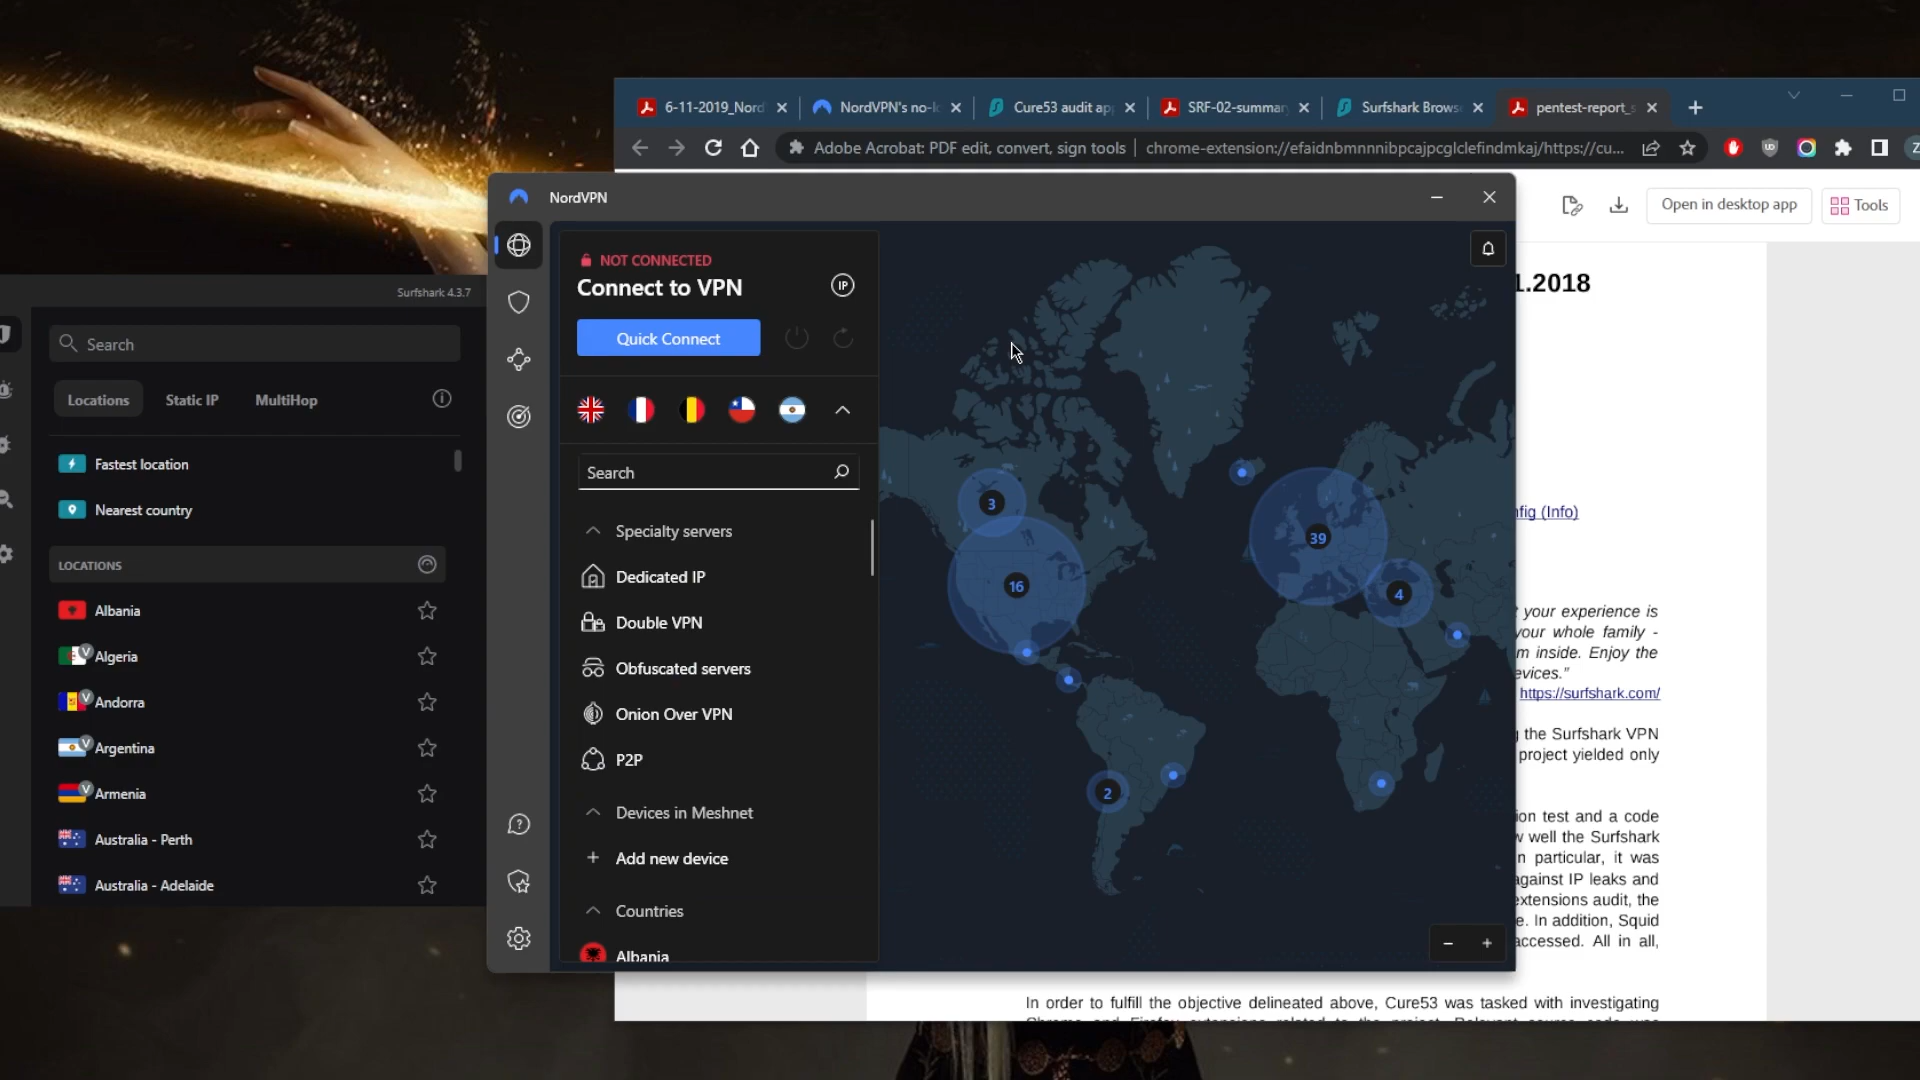 6-11-2019_Nord
NordVPN's no-lo
Cure53 audit ap
SRF-02-summar
Surfshark Brows
pentest-report_s
Adobe Acrobat: PDF edit, convert, sign tools
chrome-extension://efaidnbmnnnibpcajpcglclefindmkaj/https://cu...
Open in desktop app
Tools
NordVPN
NOT CONNECTED
Connect to VPN
IP
Quick Connect
Search
Specialty servers
Dedicated IP
Double VPN
Obfuscated servers
Onion Over VPN
P2P
Devices in Meshnet
Add new device
Countries
Albania
3
16
39
4
2
Surfshark 4.3.7
Search
Locations
Static IP
MultiHop
Fastest location
Nearest country
LOCATIONS
Albania
V
Algeria
V
Andorra
V
Argentina
V
Armenia
Australia - Perth
Australia - Adelaide
1.2018
nfig (Info)
your experience is
your whole family -
m inside. Enjoy the
evices."
https://surfshark.com/
g the Surfshark VPN
project yielded only
ion test and a code
w well the Surfshark
n particular, it was
against IP leaks and
extensions audit, the
e. In addition, Squid
accessed. All in all,
In order to fulfill the objective delineated above, Cure53 was tasked with investigating